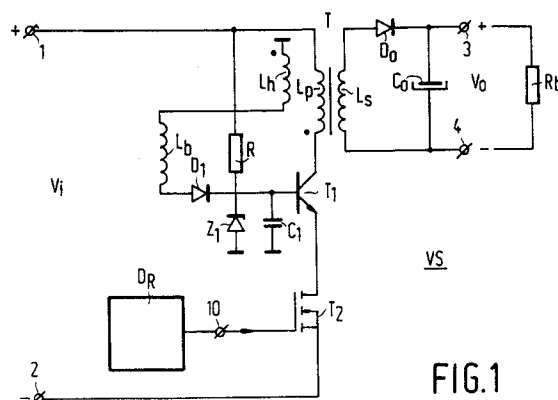 T
+
1
Lh
Lp
Ls
Do
Co
+
3
Vo
Rb
4
-
Lb
R
D1
T1
Vi
Z1
C1
VS
DR
10
T2
-
2
FIG.1